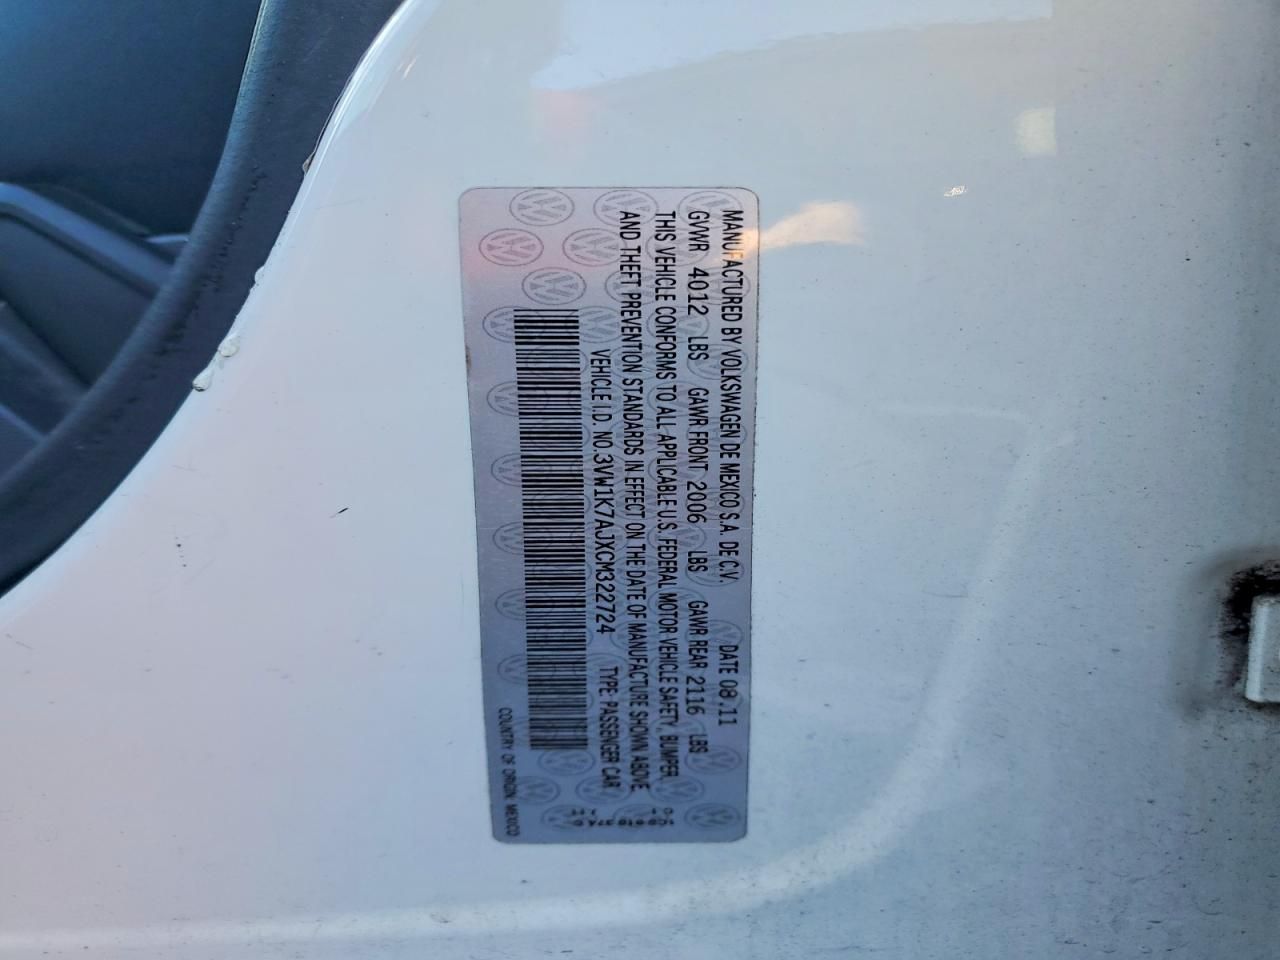 MANUFACTURED BY VOLKSWAGEN DE MEXICO S.A. DE C.V. DATE 08.11
GVWR 4012 LBS GAWR FRONT 2006 LBS GAWR REAR 2116 LBS
THIS VEHICLE CONFORMS TO ALL APPLICABLE U.S. FEDERAL MOTOR VEHICLE SAFETY, BUMPER,
AND THEFT PREVENTION STANDARDS IN EFFECT ON THE DATE OF MANUFACTURE SHOWN ABOVE.
VEHICLE I.D. NO.3VW1K7AJXCM322724 TYPE: PASSENGER CAR
COUNTRY OF ORIGIN: MEXICO